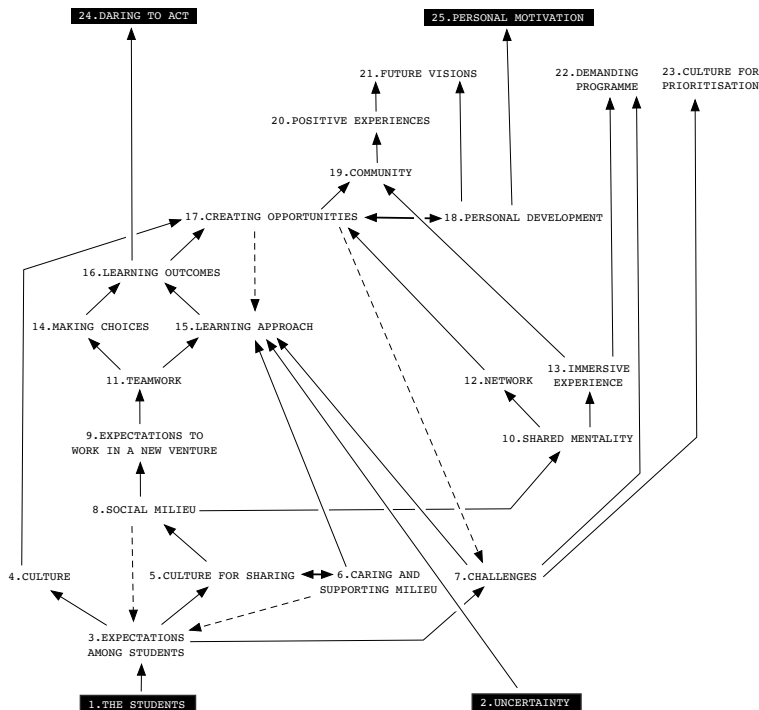 24.DARING TO ACT
25.PERSONAL MOTIVATION
21.FUTURE VISIONS
22.DEMANDING
PROGRAMME
23.CULTURE FOR
PRIORITISATION
20.POSITIVE EXPERIENCES
19.COMMUNITY
17.CREATING OPPORTUNITIES
18.PERSONAL DEVELOPMENT
16.LEARNING OUTCOMES
14.MAKING CHOICES
15.LEARNING APPROACH
11.TEAMWORK
12.NETWORK
13.IMMERSIVE
EXPERIENCE
9.EXPECTATIONS TO
WORK IN A NEW VENTURE
10.SHARED MENTALITY
8.SOCIAL MILIEU
4.CULTURE
5.CULTURE FOR SHARING
6.CARING AND
SUPPORTING MILIEU
7.CHALLENGES
3.EXPECTATIONS
AMONG STUDENTS
1.THE STUDENTS
2.UNCERTAINTY